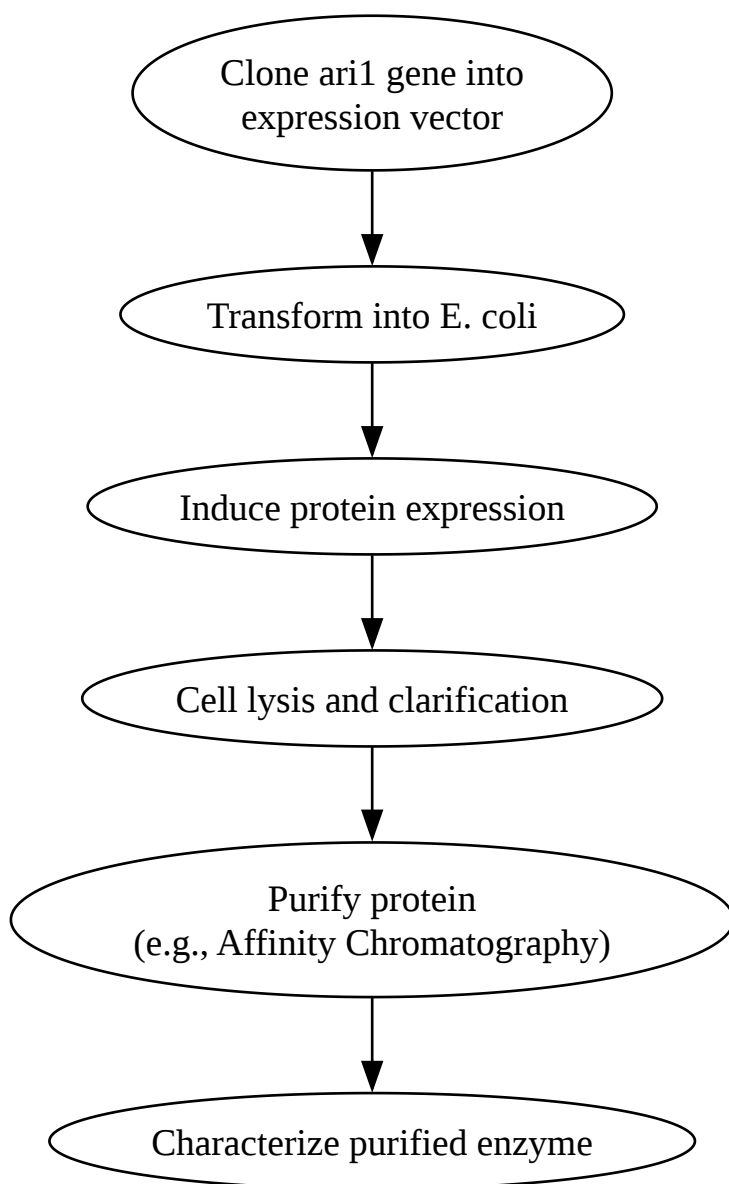 Clone ari1 gene into
expression vector
Transform into E. coli
Induce protein expression
Cell lysis and clarification
Purify protein
(e.g., Affinity Chromatography)
Characterize purified enzyme